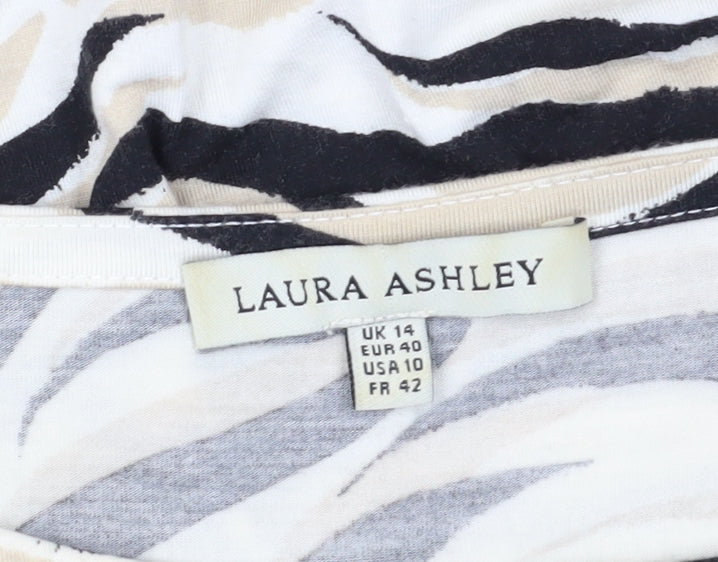 LAURA ASHLEY
UK 14
EUR 40
USA 10
FR 42